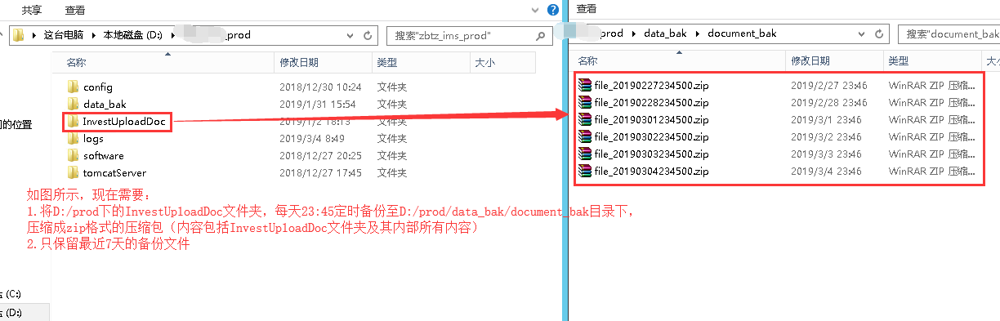 共享 查看
这台电脑 本地磁盘 (D:) _prod 搜索"zbtz_ims_prod"
名称 修改日期 类型 大小
config 2018/12/30 10:24 文件夹
data_bak 2019/1/31 15:54 文件夹
InvestUploadDoc 2019/1/2 18:13 文件夹
logs 2019/3/4 8:49 文件夹
software 2018/12/27 20:25 文件夹
tomcatServer 2018/12/27 17:45 文件夹
的位置
(C:)
(D:)
查看
prod data_bak document_bak 搜索"document_bak
名称 修改日期 类型 大
file_20190227234500.zip 2019/2/27 23:46 WinRAR ZIP 压缩...
file_20190228234500.zip 2019/2/28 23:46 WinRAR ZIP 压缩...
file_20190301234500.zip 2019/3/1 23:46 WinRAR ZIP 压缩...
file_20190302234500.zip 2019/3/2 23:46 WinRAR ZIP 压缩...
file_20190303234500.zip 2019/3/3 23:46 WinRAR ZIP 压缩...
file_20190304234500.zip 2019/3/4 23:46 WinRAR ZIP 压缩...
如图所示，现在需要：
1.将D:/prod下的InvestUploadDoc文件夹，每天23:45定时备份至D:/prod/data_bak/document_bak目录下，
压缩成zip格式的压缩包（内容包括InvestUploadDoc文件夹及其内部所有内容）
2.只保留最近7天的备份文件